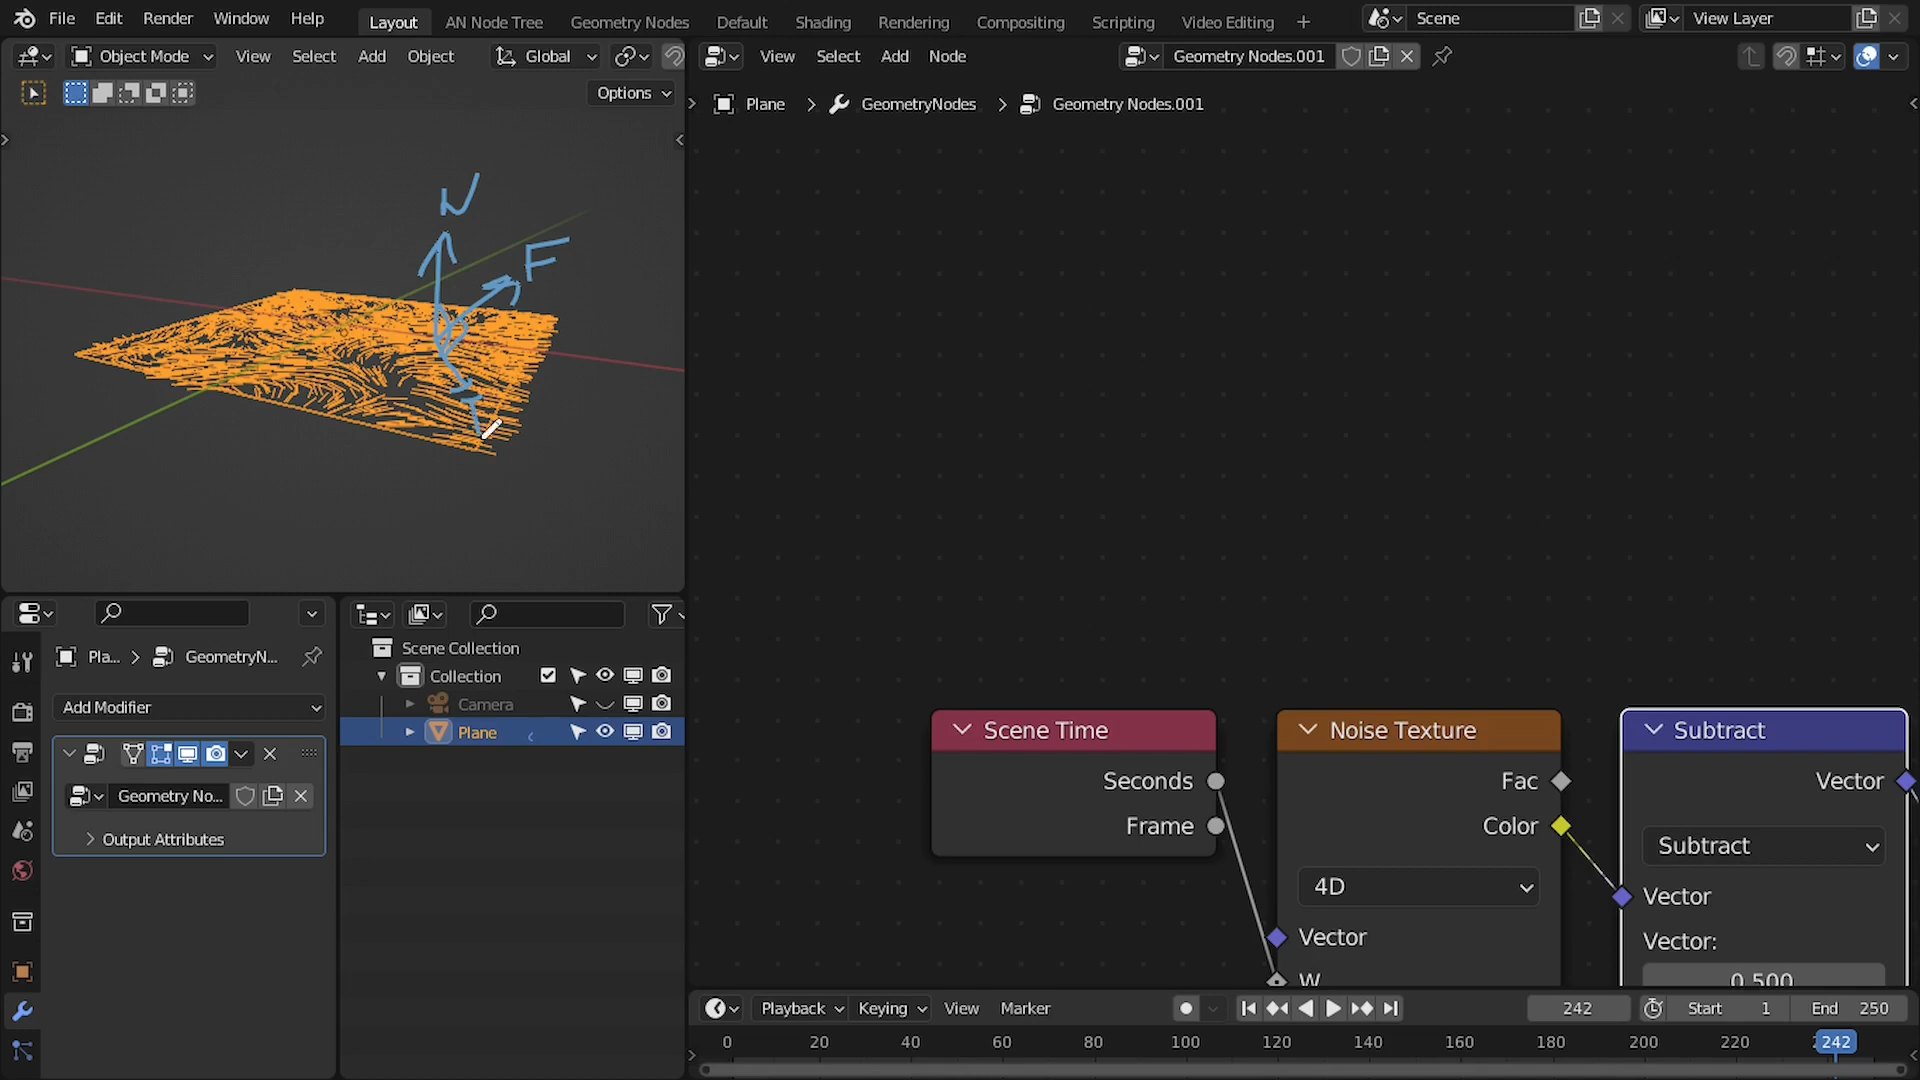 File Edit Render Window Help Layout AN Node Tree Geometry Nodes Default Shading Rendering Compositing Scripting Video Editing + Scene View Layer
Object Mode View Select Add Object Global View Select Add Node Geometry Nodes.001
Options
Plane GeometryNodes Geometry Nodes.001
N
F
T
Pla... GeometryN...
Add Modifier
Geometry No...
Output Attributes
Scene Collection
Collection
Camera
Plane
Scene Time
Seconds
Frame
Noise Texture
Fac
Color
4D
Vector
W
Subtract
Vector
Subtract
Vector
Vector:
0.500
Playback Keying View Marker 242 Start 1 End 250
0 20 40 60 80 100 120 140 160 180 200 220 242